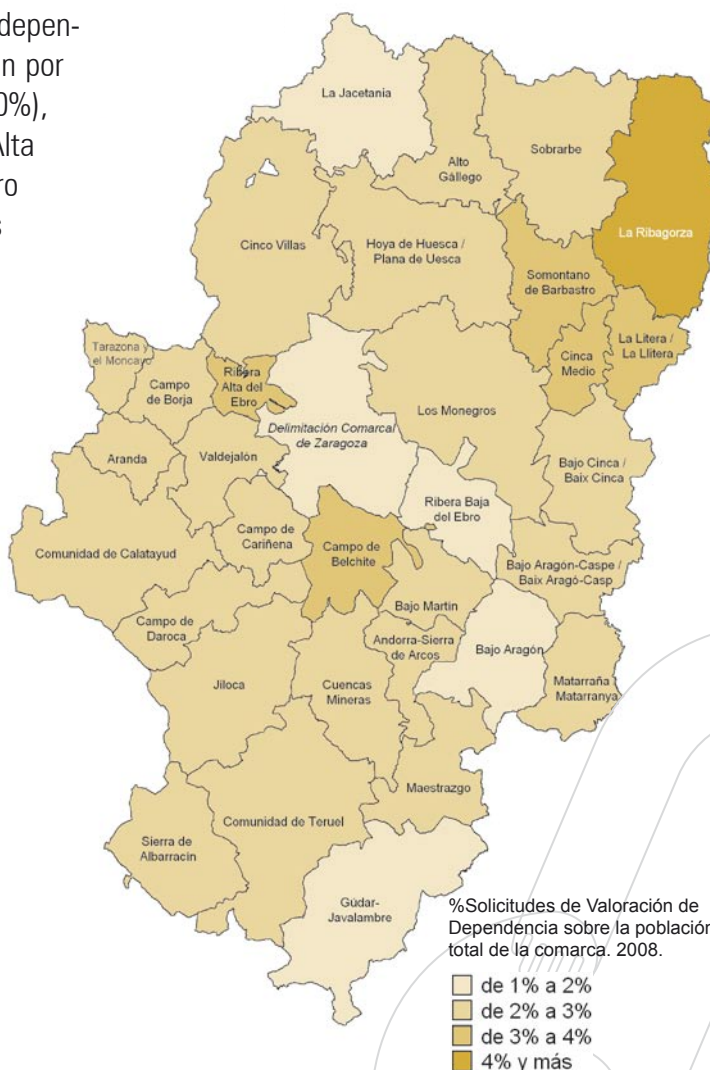 depen-
n por
0%),
Alta
ro
s
La Jacetania
Alto
Gállego
Sobrarbe
La Ribagorza
Cinco Villas
Hoya de Huesca /
Plana de Uesca
Somontano
de Barbastro
Tarazona y
el Moncayo
Campo
de Borja
Ribera
Alta del
Ebro
Cinca
Medio
La Litera /
La Llitera
Los Monegros
Delimitación Comarcal
de Zaragoza
Aranda
Valdejalón
Bajo Cinca /
Baix Cinca
Ribera Baja
del Ebro
Comunidad de Calatayud
Campo de
Cariñena
Campo de
Belchite
Bajo Aragón-Caspe /
Baix Aragó-Casp
Bajo Martín
Campo de
Daroca
Andorra-Sierra
de Arcos
Bajo Aragón
Jiloca
Cuencas
Mineras
Matarraña /
Matarranya
Maestrazgo
Comunidad de Teruel
Sierra de
Albarracín
Gúdar-
Javalambre
%Solicitudes de Valoración de
Dependencia sobre la población
total de la comarca. 2008.
de 1% a 2%
de 2% a 3%
de 3% a 4%
4% y más